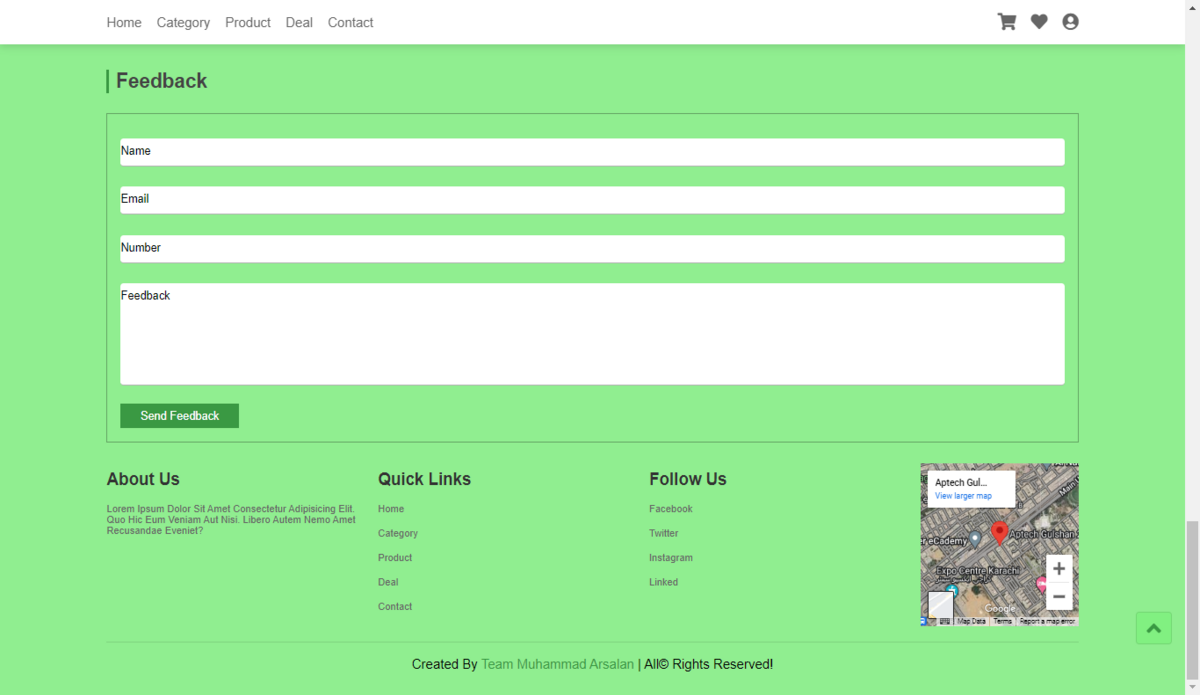 Home Category Product Deal Contact
Feedback
Name
Email
Number
Feedback
Send Feedback
About Us
Lorem Ipsum Dolor Sit Amet Consectetur Adipisicing Elit.
Quo Hic Eum Veniam Aut Nisi. Libero Autem Nemo Amet
Recusandae Eveniet?
Quick Links
Home
Category
Product
Deal
Contact
Follow Us
Facebook
Twitter
Instagram
Linked
Aptech Gul...
View larger map
Main U
er eCademy
Aptech Gulshan
Expo Centre Karachi
Google
Map Data Terms Report a map error
Created By Team Muhammad Arsalan | All© Rights Reserved!